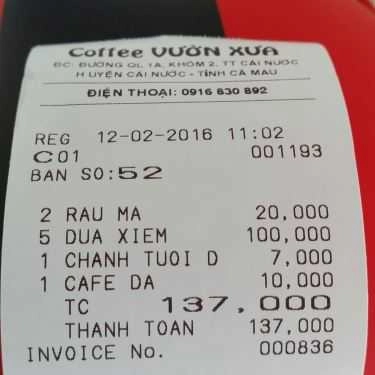 Coffee VƯỜN XƯA
ĐC: ĐƯỜNG QL 1A, KHÓM 2, TT CÁI NƯỚC
HUYỆN CÁI NƯỚC - TỈNH CÀ MAU
ĐIỆN THOẠI: 0916 830 892
REG 12-02-2016 11:02
C01 001193
BAN SO:52
2 RAU MA 20,000
5 DUA XIEM 100,000
1 CHANH TUOI D 7,000
1 CAFE DA 10,000
TC 137,000
THANH TOAN 137,000
INVOICE No. 000836